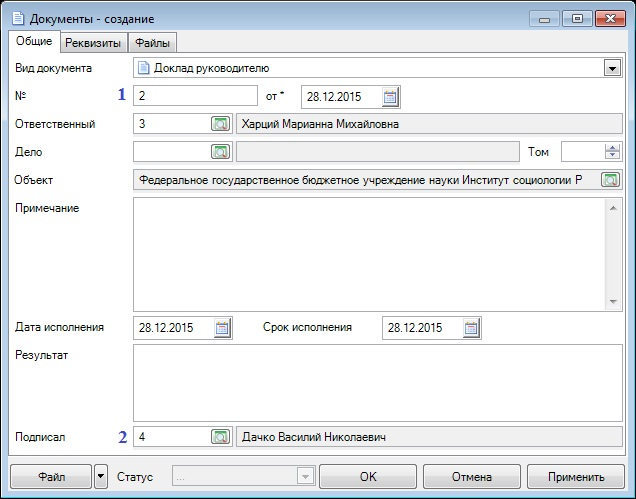 Документы - создание
Общие Реквизиты Файлы
Вид документа Доклад руководителю
№ 1 2 от * 28.12.2015
Ответственный 3 Харций Марианна Михайловна
Дело Том
Объект Федеральное государственное бюджетное учреждение науки Институт социологии Р
Примечание
Дата исполнения 28.12.2015 Срок исполнения 28.12.2015
Результат
Подписал 2 4 Дачко Василий Николаевич
Файл Статус ... OK Отмена Применить